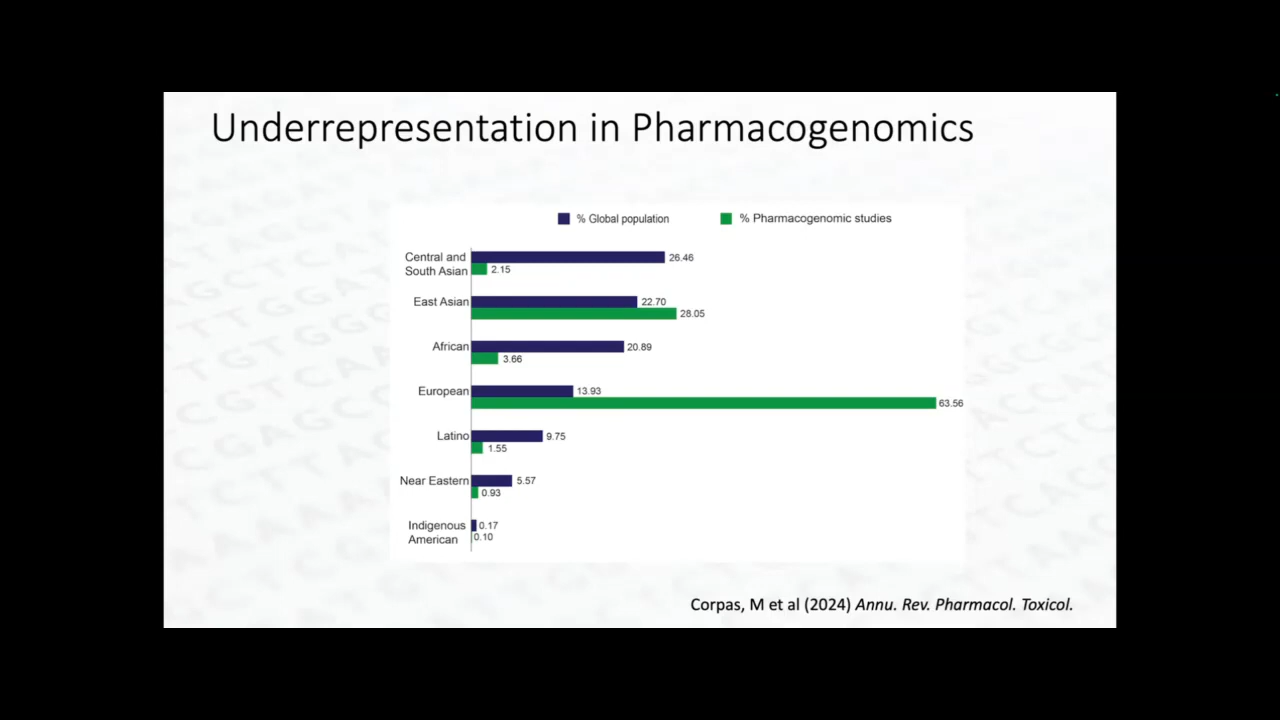 Underrepresentation in Pharmacogenomics
% Global population
% Pharmacogenomic studies
Central and
South Asian
26.46
2.15
East Asian
22.70
28.05
African
20.89
3.66
European
13.93
63.56
Latino
9.75
1.55
Near Eastern
5.57
0.93
Indigenous
American
0.17
0.10
Corpas, M et al (2024) Annu. Rev. Pharmacol. Toxicol.